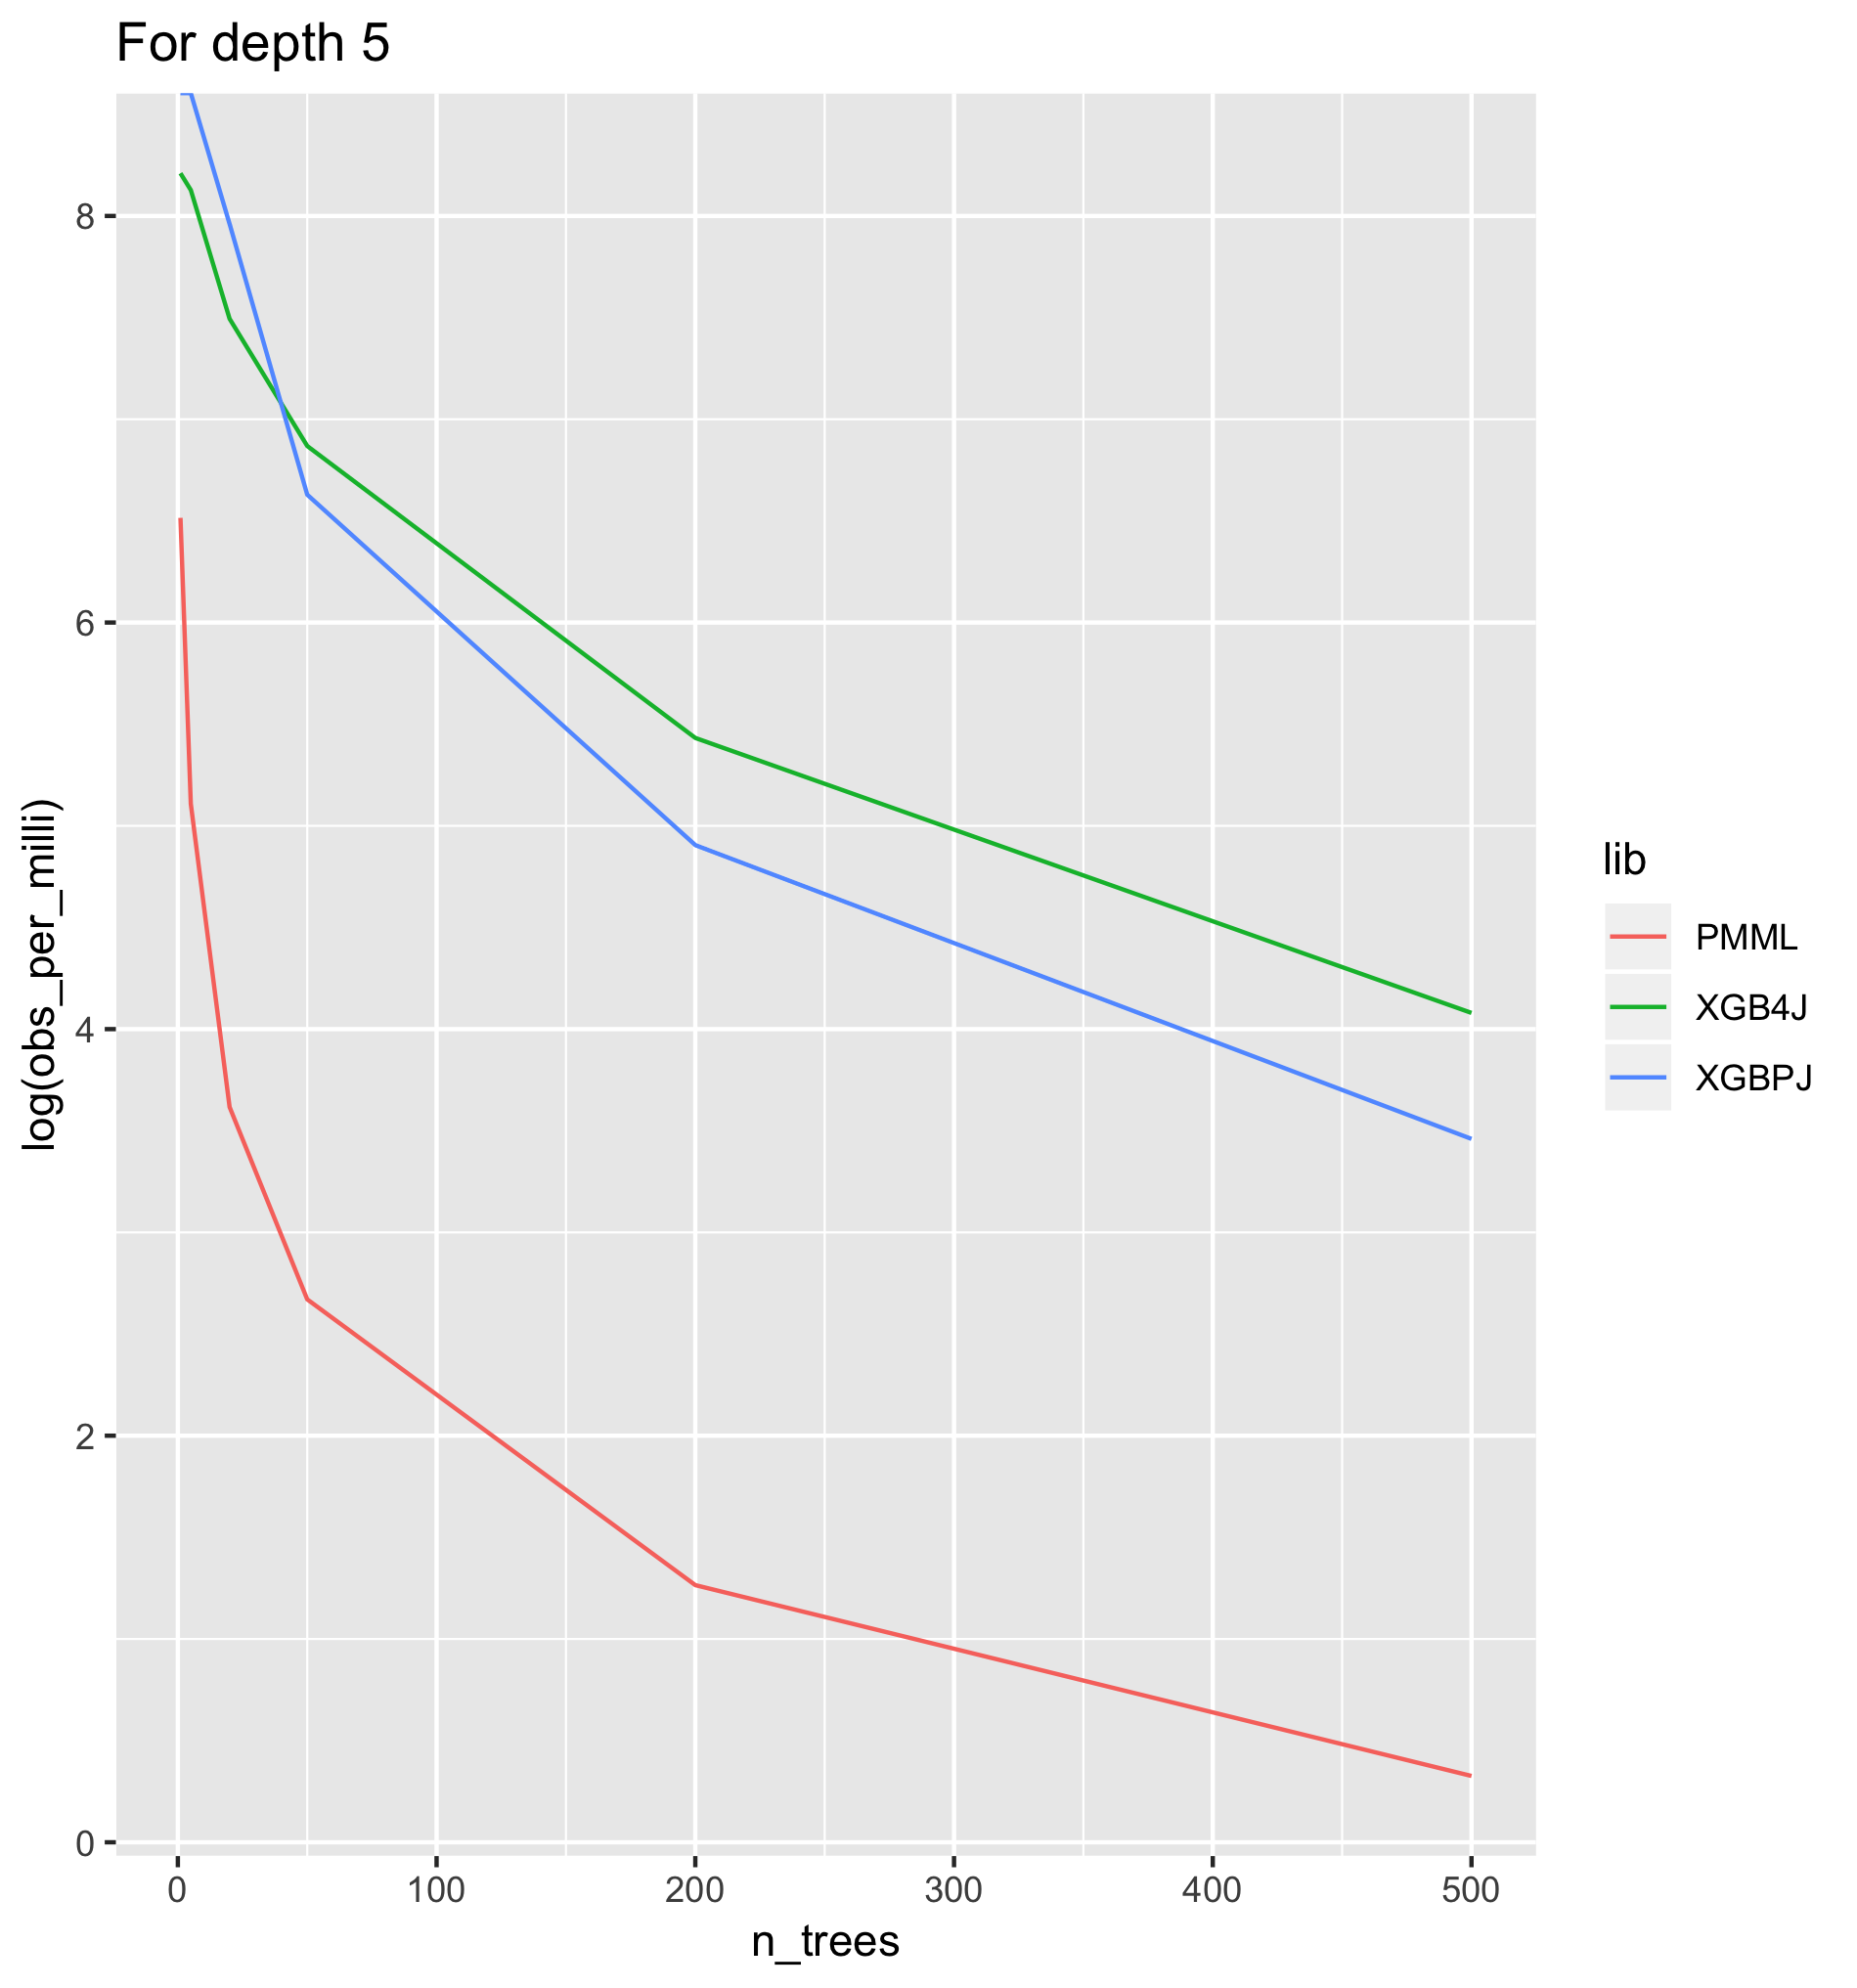 For depth 5
log(obs_per_milli)
8
6
4
2
0
0 100 200 300 400 500
n_trees
lib
PMML
XGB4J
XGBPJ